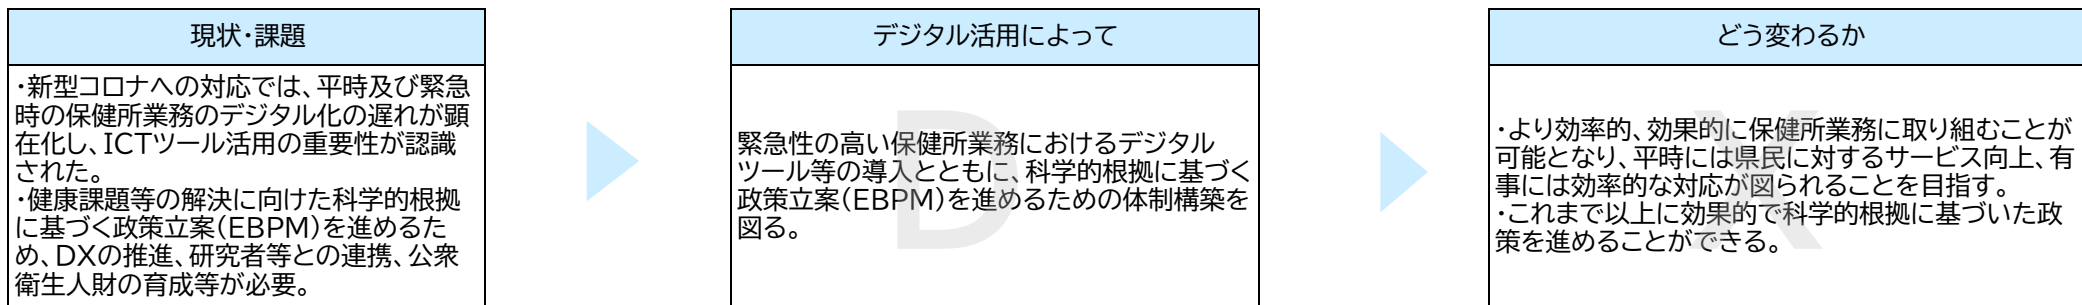 現状・課題
・新型コロナへの対応では、平時及び緊急
時の保健所業務のデジタル化の遅れが顕
在化し、ICTツール活用の重要性が認識
された。
・健康課題等の解決に向けた科学的根拠
に基づく政策立案(EBPM)を進めるた
め、DXの推進、研究者等との連携、公衆
衛生人財の育成等が必要。
デジタル活用によって
D
緊急性の高い保健所業務におけるデジタル
ツール等の導入とともに、科学的根拠に基づく
政策立案(EBPM)を進めるための体制構築を
図る。
どう変わるか
X
・より効率的、効果的に保健所業務に取り組むことが
可能となり、平時には県民に対するサービス向上、有
事には効率的な対応が図られることを目指す。
・これまで以上に効果的で科学的根拠に基づいた政
策を進めることができる。